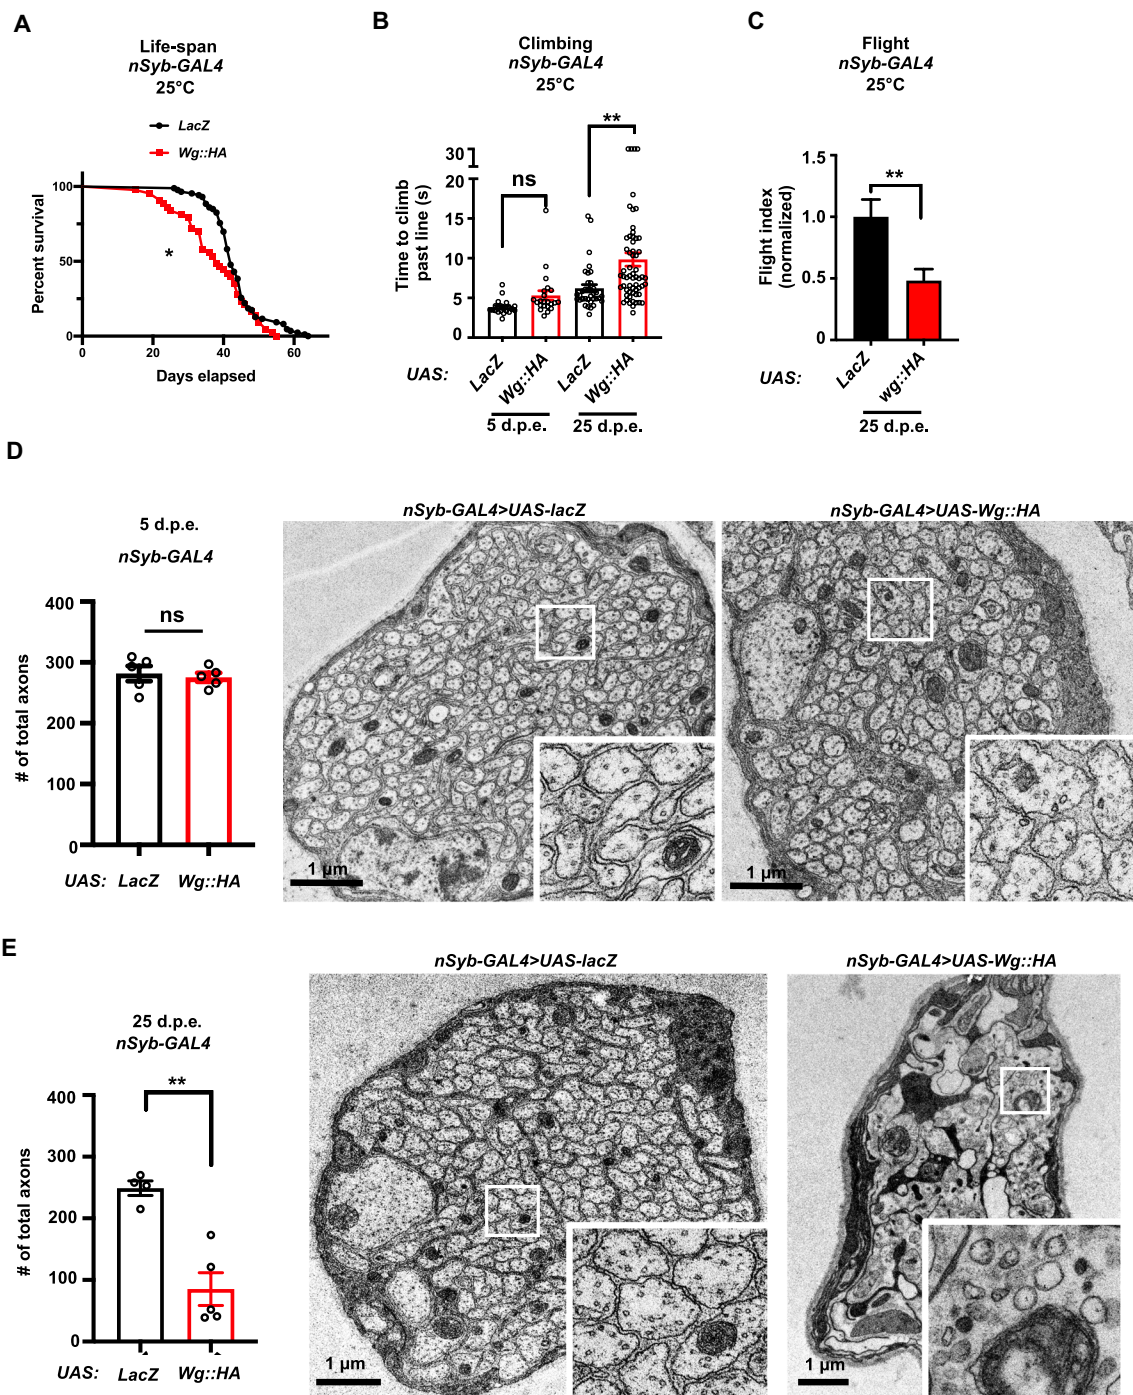 A
Life-span
nSyb-GAL4
25°C
LacZ
Wg::HA
Percent survival
100
50
0
*
0 20 40 60
Days elapsed
B
Climbing
nSyb-GAL4
25°C
Time to climb
past line (s)
30
20
15
10
5
0
ns
**
UAS:
LacZ
Wg::HA
LacZ
Wg::HA
5 d.p.e. 25 d.p.e.
C
Flight
nSyb-GAL4
25°C
Flight index
(normalized)
1.5
1.0
0.5
0
**
UAS:
LacZ
wg::HA
25 d.p.e.
D
5 d.p.e.
nSyb-GAL4
# of total axons
400
300
200
100
0
ns
UAS: LacZ Wg::HA
nSyb-GAL4>UAS-lacZ
1 µm
nSyb-GAL4>UAS-Wg::HA
1 µm
E
25 d.p.e.
nSyb-GAL4
# of total axons
400
300
200
100
0
**
UAS: LacZ Wg::HA
nSyb-GAL4>UAS-lacZ
1 µm
nSyb-GAL4>UAS-Wg::HA
1 µm